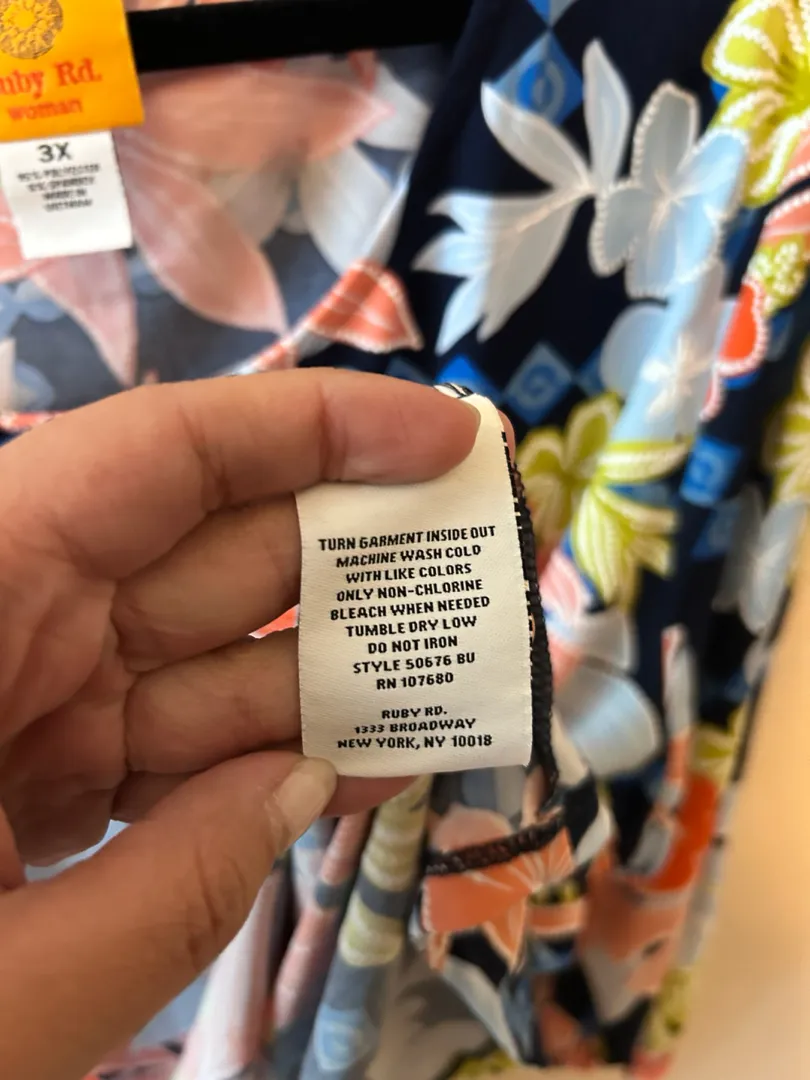 Ruby Rd.
woman
3X
TURN GARMENT INSIDE OUT
MACHINE WASH COLD
WITH LIKE COLORS
ONLY NON-CHLORINE
BLEACH WHEN NEEDED
TUMBLE DRY LOW
DO NOT IRON
STYLE 50676 BU
RN 107680
RUBY RD.
1333 BROADWAY
NEW YORK, NY 10018